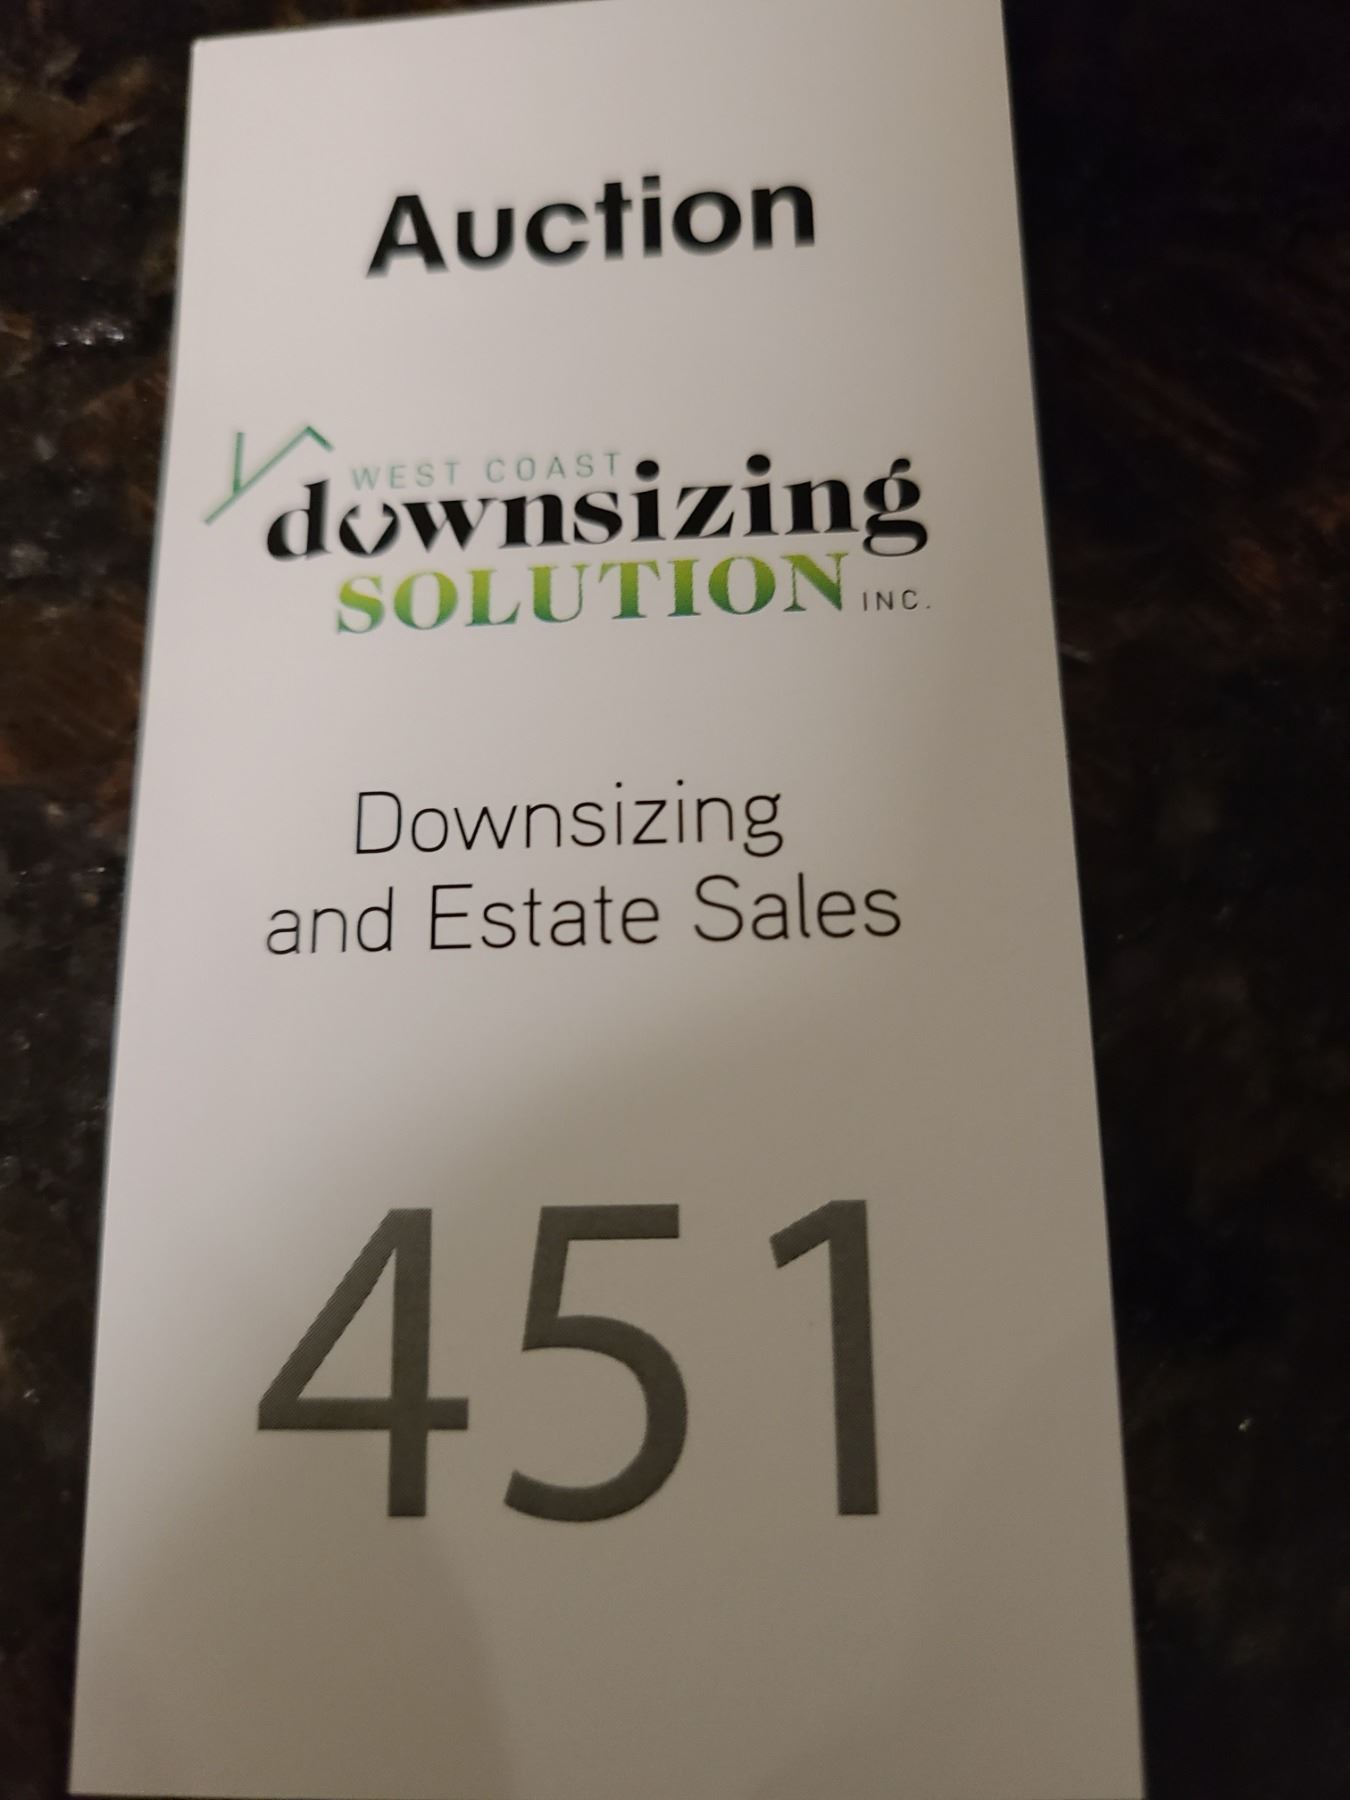 Auction
WEST COAST
downsizing
SOLUTION INC.
Downsizing
and Estate Sales
451